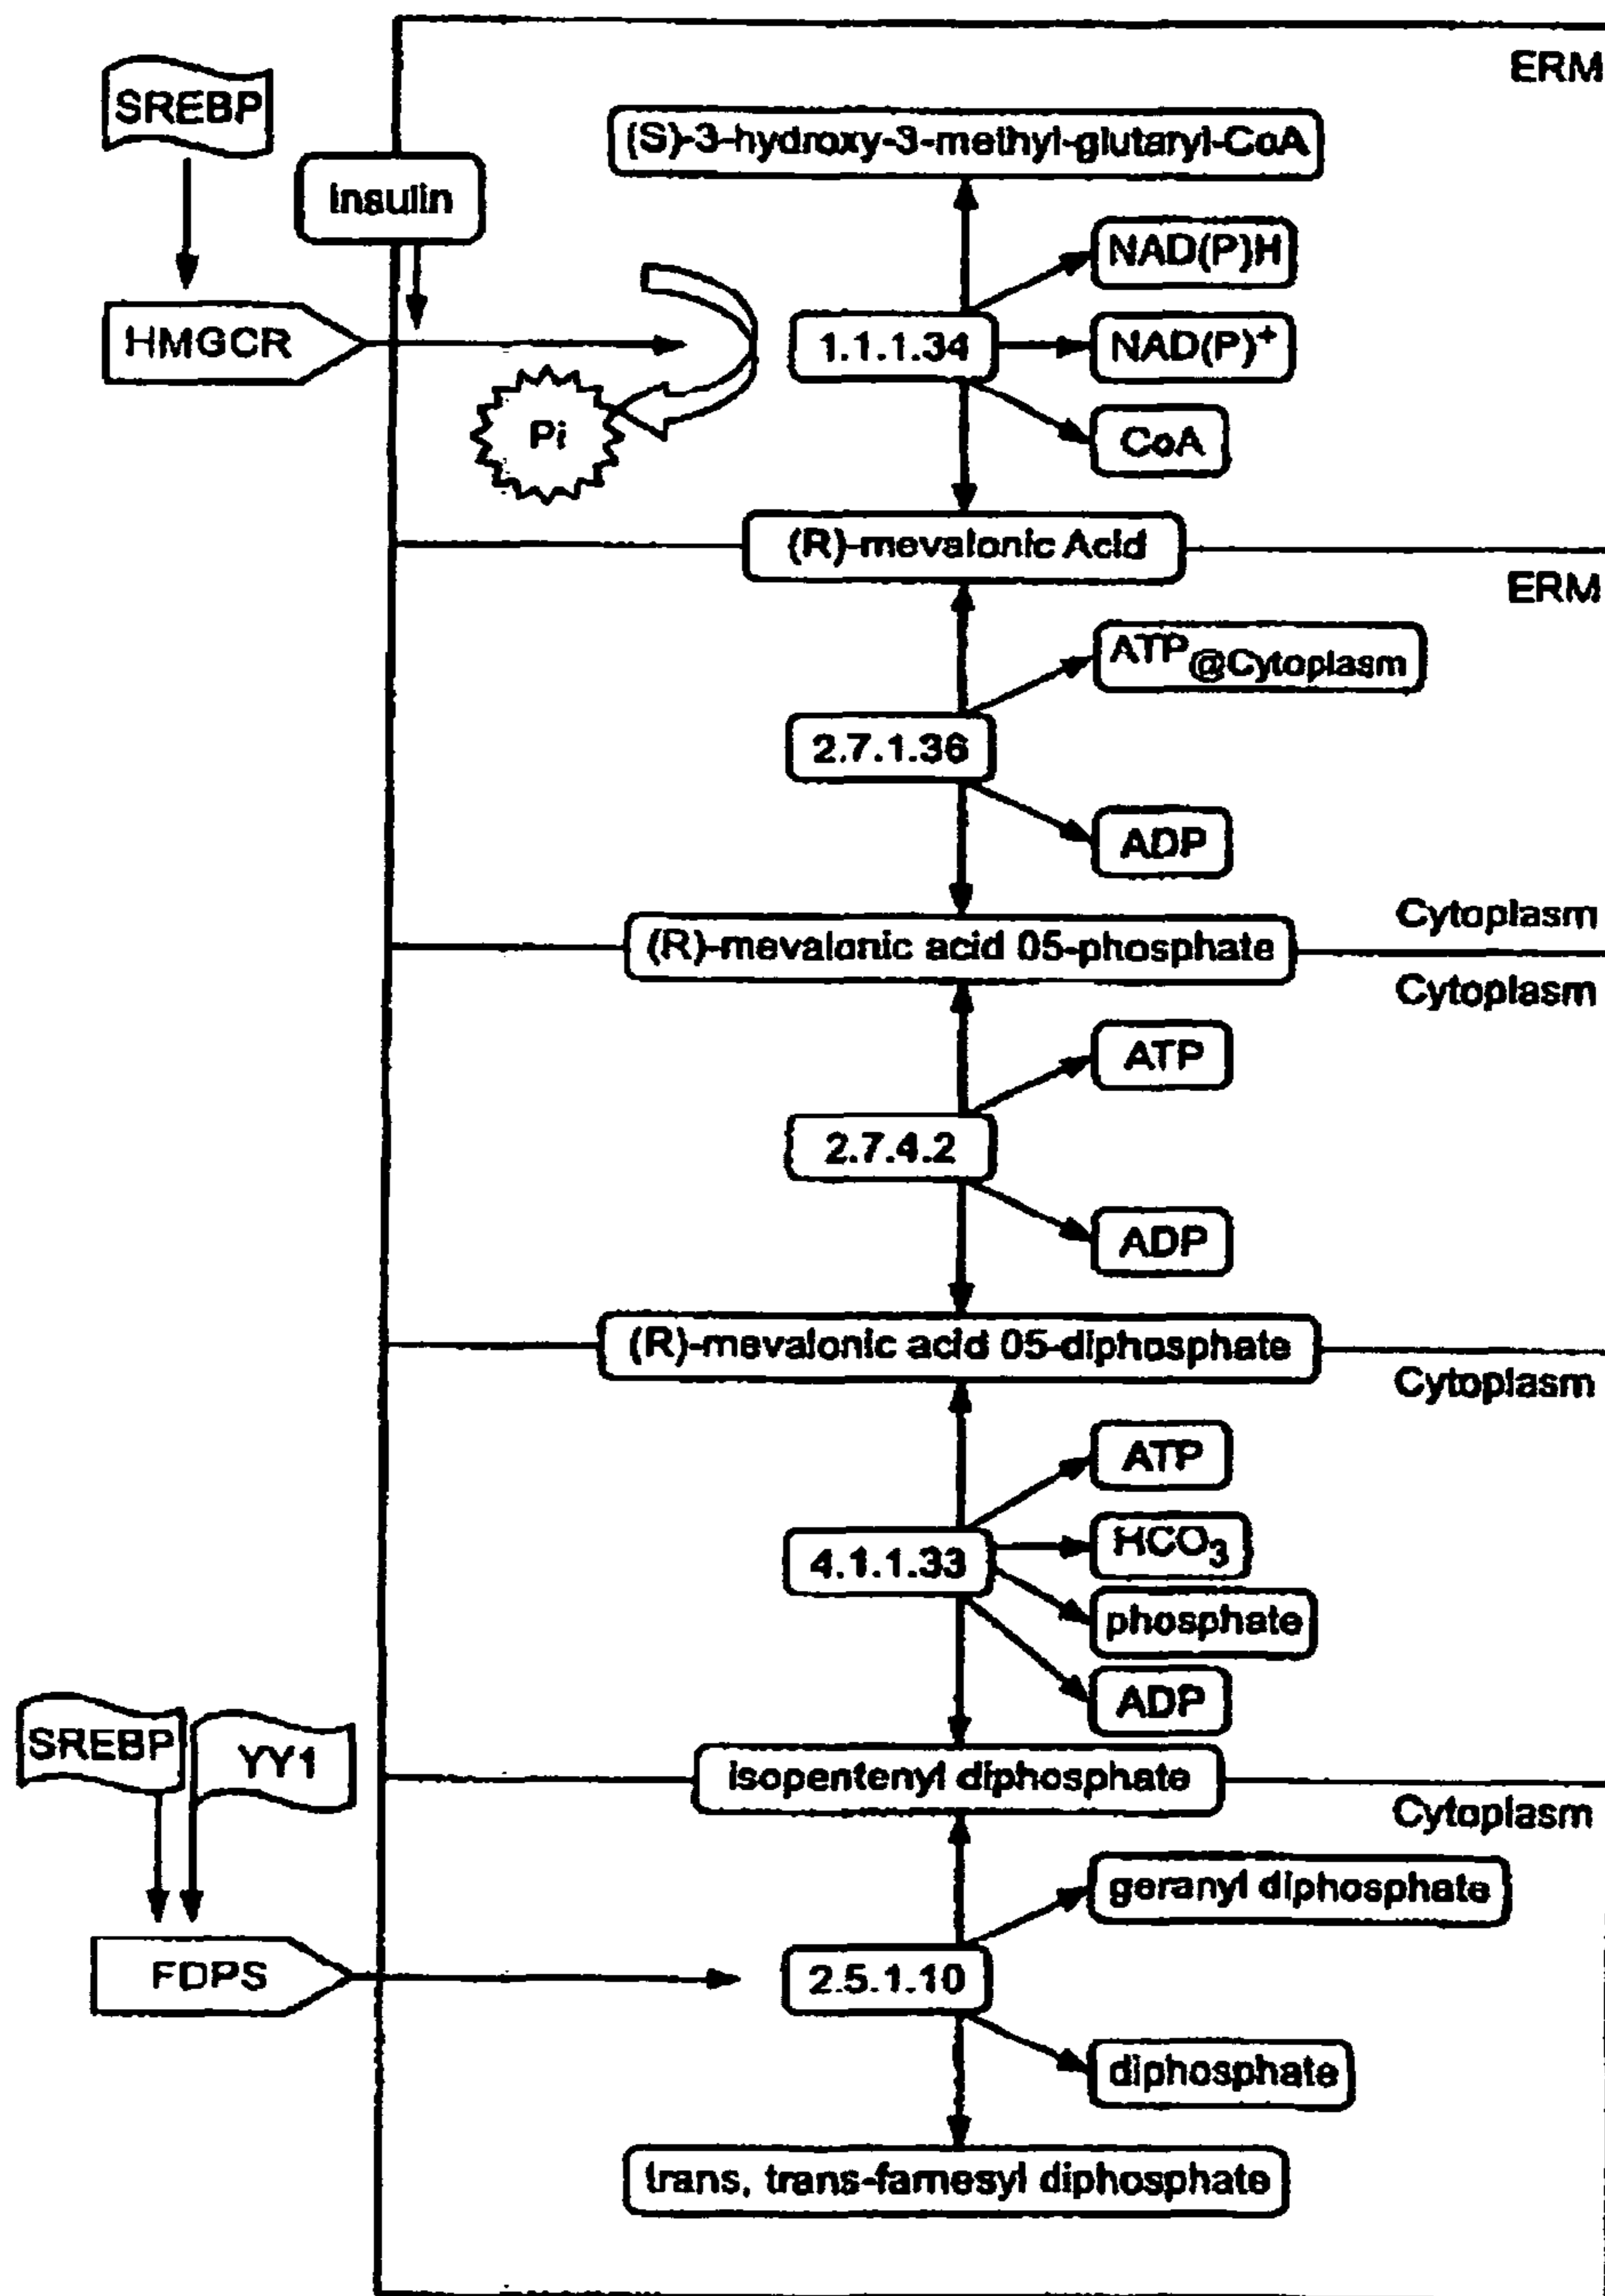 ERM
SREBP
(S)-3-hydroxy-3-methyl-glutaryl-CoA
insulin
NAD(P)H
HMGCR
1.1.1.34
NAD(P)+
Pi
CoA
(R)-mevalonic Acid
ERM
ATP@Cytoplasm
2.7.1.36
ADP
Cytoplasm
(R)-mevalonic acid 05-phosphate
Cytoplasm
ATP
2.7.4.2
ADP
(R)-mevalonic acid 05-diphosphate
Cytoplasm
ATP
HCO3
4.1.1.33
phosphate
ADP
SREBP
YY1
isopentenyl diphosphate
Cytoplasm
geranyl diphosphate
FDPS
2.5.1.10
diphosphate
trans, trans-farnesyl diphosphate